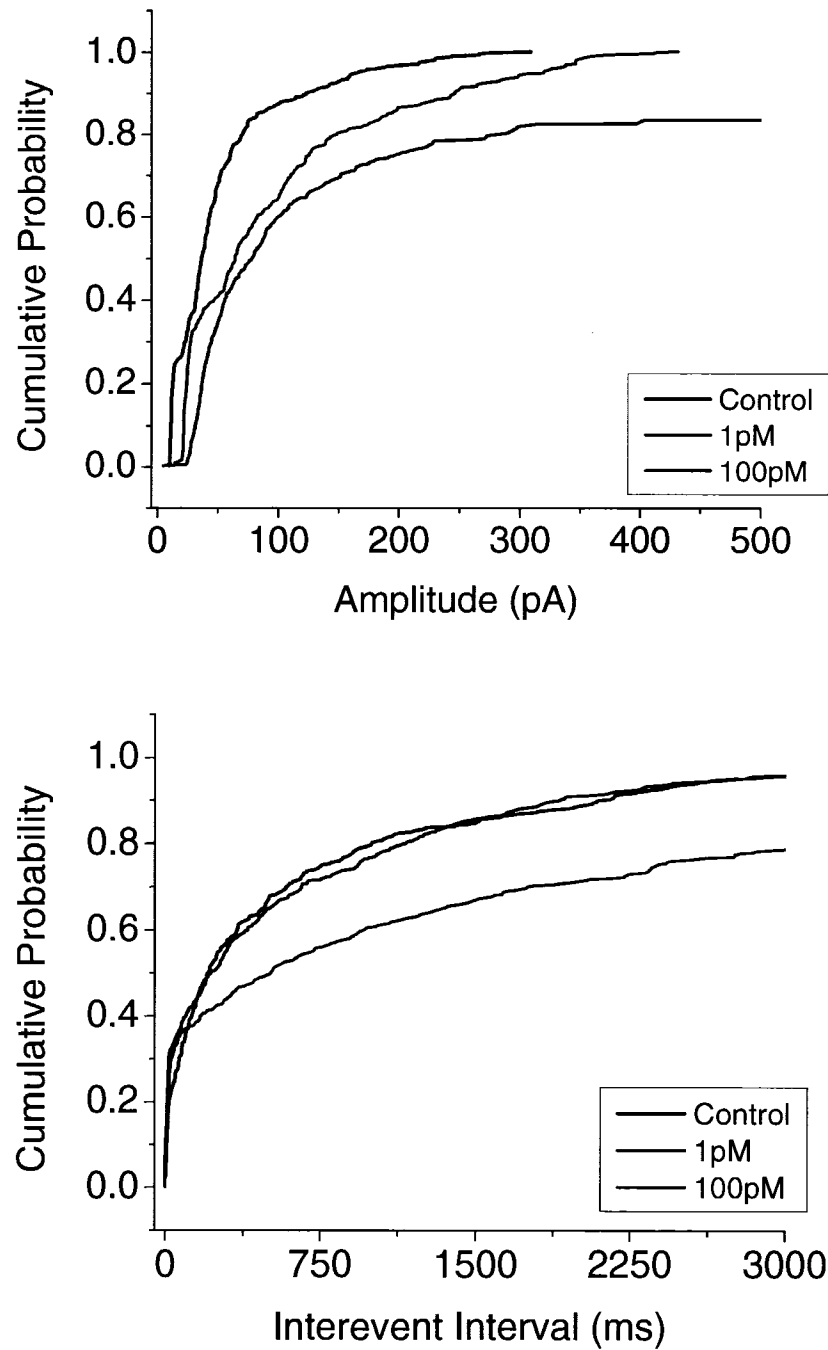 Cumulative Probability
1.0
0.8
0.6
0.4
0.2
0.0
Control
1pM
100pM
0
100
200
300
400
500
Amplitude (pA)
Cumulative Probability
1.0
0.8
0.6
0.4
0.2
0.0
Control
1pM
100pM
0
750
1500
2250
3000
Interevent Interval (ms)